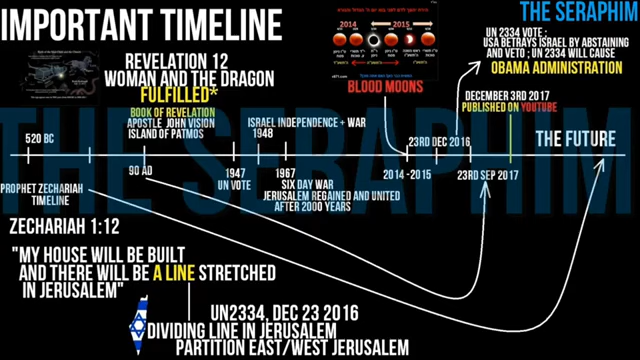 IMPORTANT TIMELINE
THE SERAPHIM
2014
2015
UN 2334 VOTE :
USA BETRAYS ISRAEL BY ABSTAINING
AND VETO ; UN 2334 WILL CAUSE
OBAMA ADMINISTRATION
REVELATION 12
WOMAN AND THE DRAGON
FULFILLED*
BLOOD MOONS
DECEMBER 3RD 2017
PUBLISHED ON YOUTUBE
BOOK OF REVELATION
APOSTLE JOHN VISION
ISLAND OF PATMOS
ISRAEL INDEPENDENCE + WAR
1948
520 BC
23RD DEC 2016
THE FUTURE
THE SERAPHIM
90 AD
1947
UN VOTE
1967
SIX DAY WAR
JERUSALEM REGAINED AND UNITED
AFTER 2000 YEARS
2014 -2015
23RD SEP 2017
PROPHET ZECHARIAH
TIMELINE
ZECHARIAH 1:12
"MY HOUSE WILL BE BUILT
AND THERE WILL BE A LINE STRETCHED
IN JERUSALEM"
UN2334, DEC 23 2016
DIVIDING LINE IN JERUSALEM
PARTITION EAST/WEST JERUSALEM